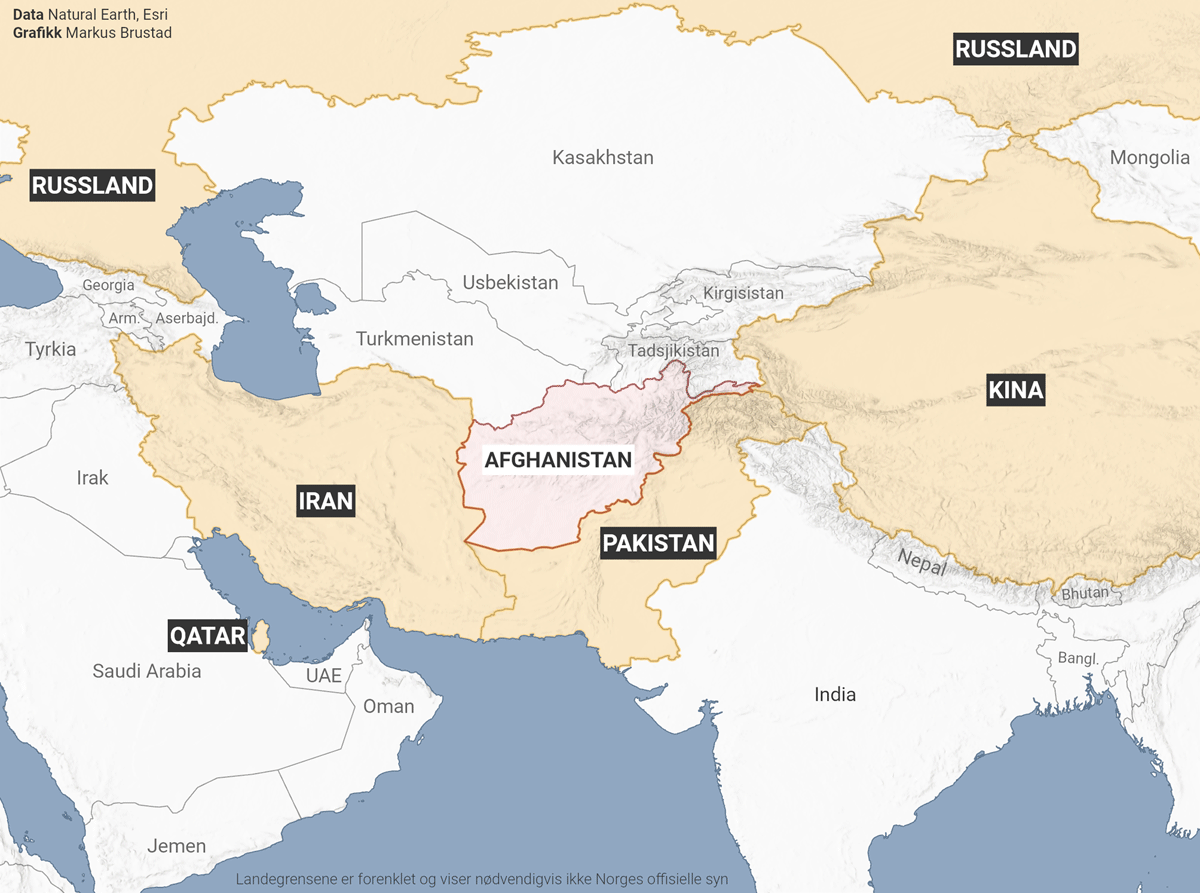 Data Natural Earth, Esri
Grafikk Markus Brustad
RUSSLAND
Kasakhstan
Mongolia
RUSSLAND
Georgia
Usbekistan
Kirgisistan
Arm.
Aserbajd.
Tyrkia
Turkmenistan
Tadsjikistan
KINA
AFGHANISTAN
Irak
IRAN
PAKISTAN
Nepal
Bhutan
QATAR
Saudi Arabia
UAE
Bangl.
Oman
India
Jemen
Landegrensene er forenklet og viser nødvendigvis ikke Norges offisielle syn